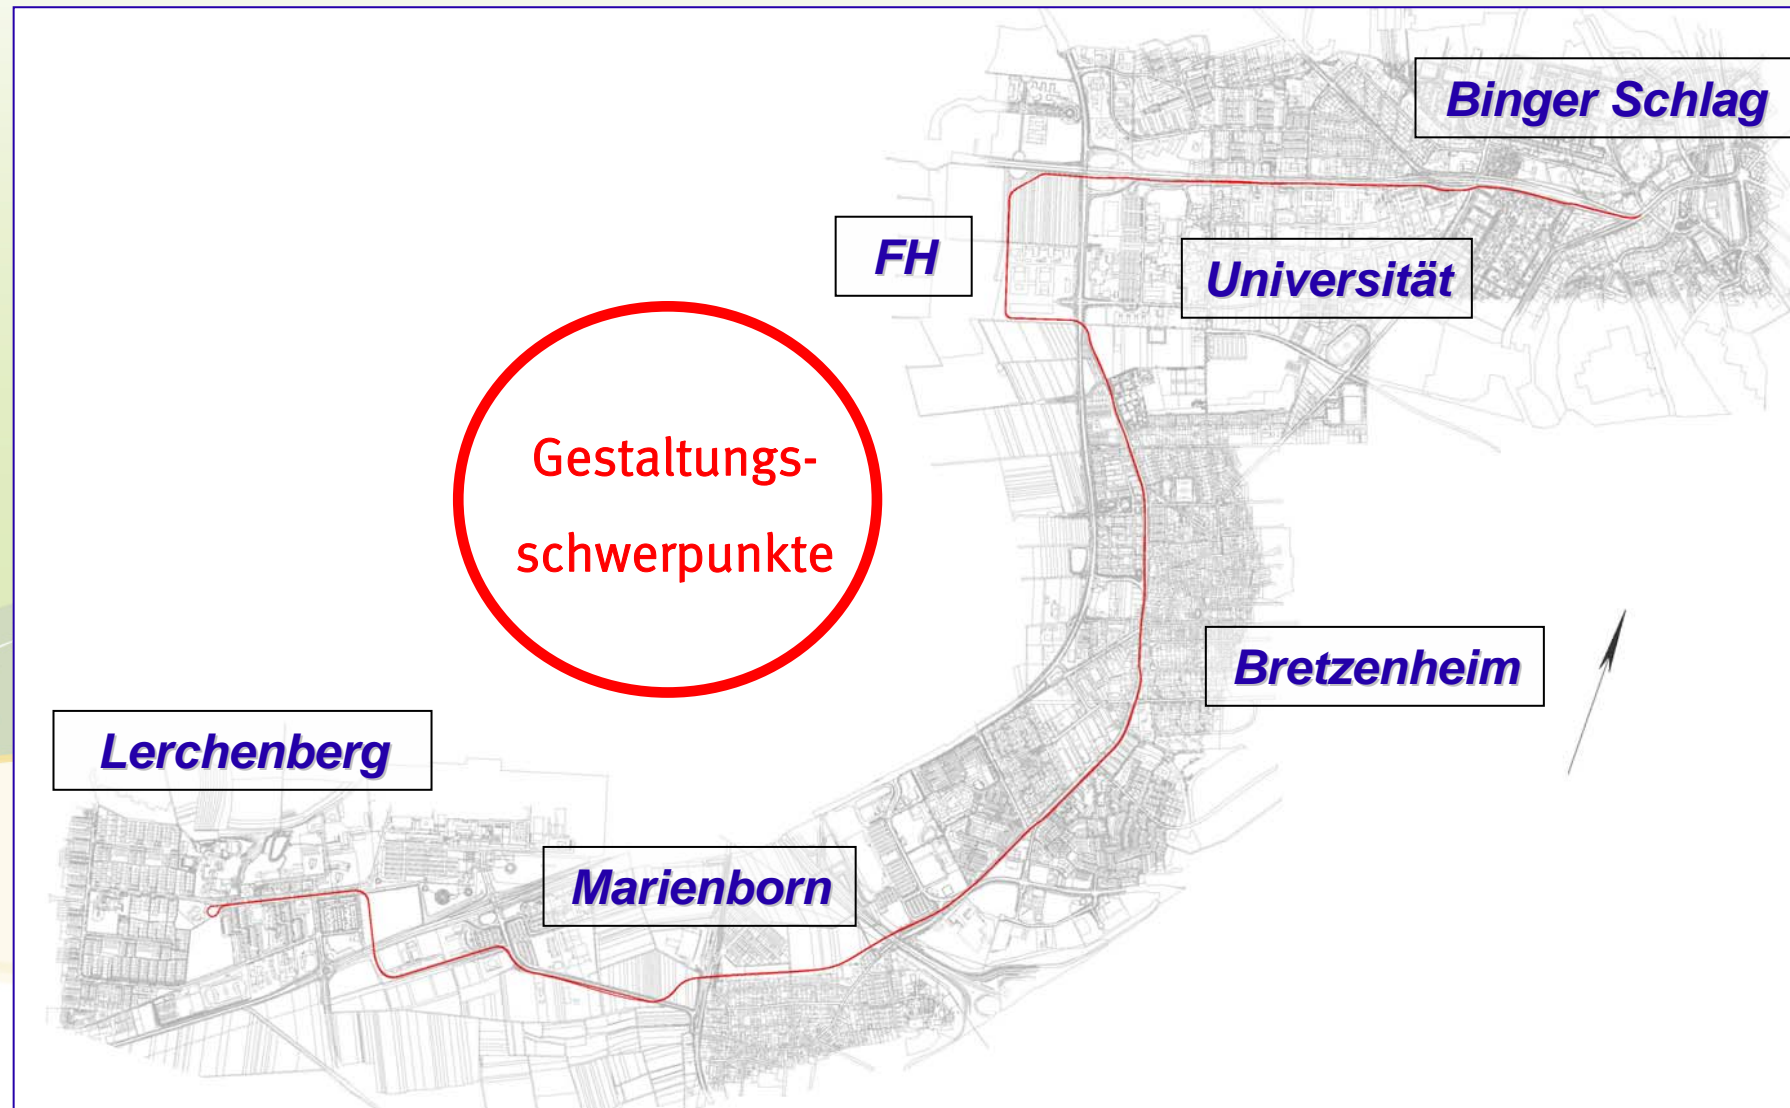 Binger Schlag
FH
Universität
Gestaltungs-
schwerpunkte
Bretzenheim
Lerchenberg
Marienborn